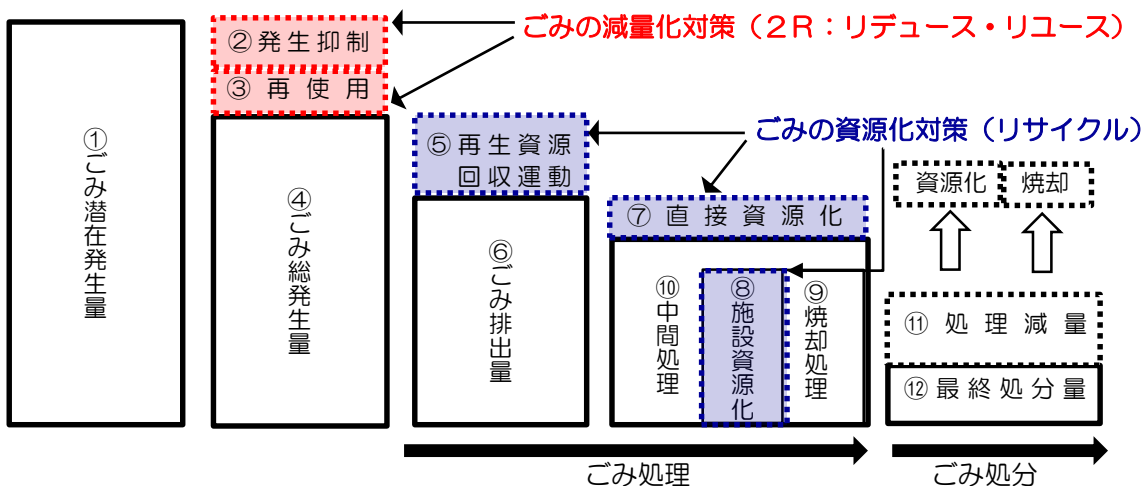 ごみの減量化対策（２Ｒ：リデュース・リユース）
②発生抑制
③再使用
①ごみ潜在発生量
④ごみ総発生量
ごみの資源化対策（リサイクル）
⑤再生資源
回収運動
⑥ごみ排出量
⑦直接資源化
⑩中間処理
⑧施設資源化
⑨焼却処理
資源化
焼却
⑪処理減量
⑫最終処分量
ごみ処理
ごみ処分